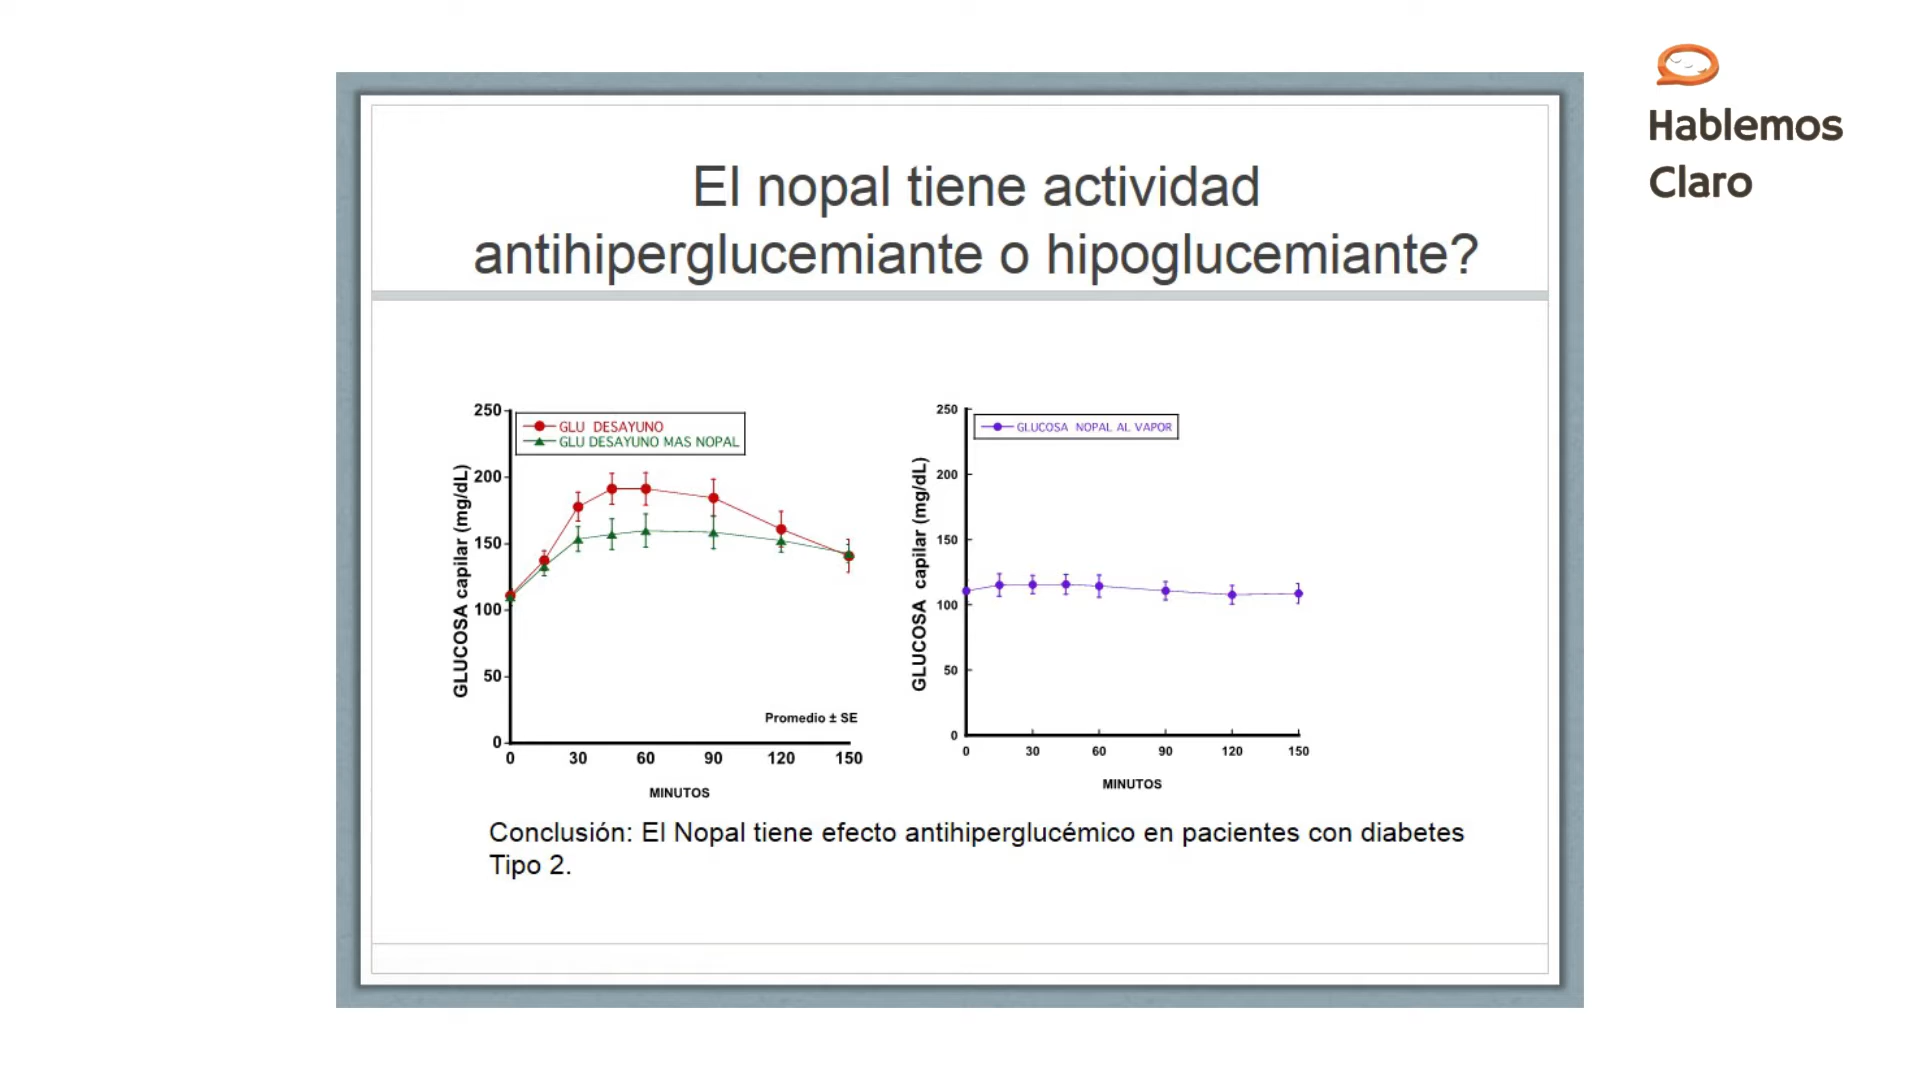 Hablemos
Claro
El nopal tiene actividad
antihiperglucemiante o hipoglucemiante?
250
200
150
100
50
0
GLUCOSA capilar (mg/dL)
GLU DESAYUNO
GLU DESAYUNO MAS NOPAL
Promedio ± SE
0 30 60 90 120 150
MINUTOS
250
200
150
100
50
0
GLUCOSA capilar (mg/dL)
GLUCOSA NOPAL AL VAPOR
0 30 60 90 120 150
MINUTOS
Conclusión: El Nopal tiene efecto antihiperglucémico en pacientes con diabetes
Tipo 2.